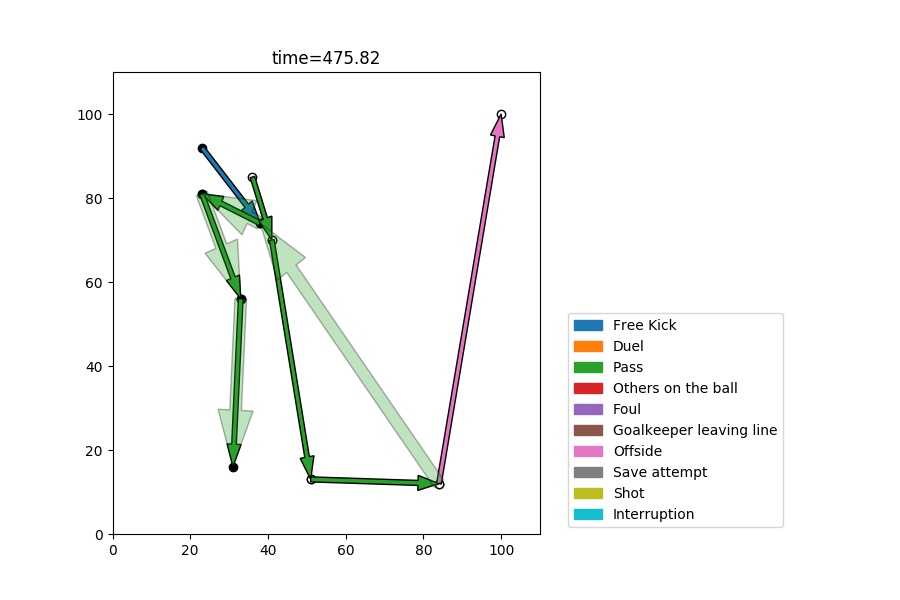 time=475.82
100
80
60
40
20
0
0 20 40 60 80 100
Free Kick
Duel
Pass
Others on the ball
Foul
Goalkeeper leaving line
Offside
Save attempt
Shot
Interruption